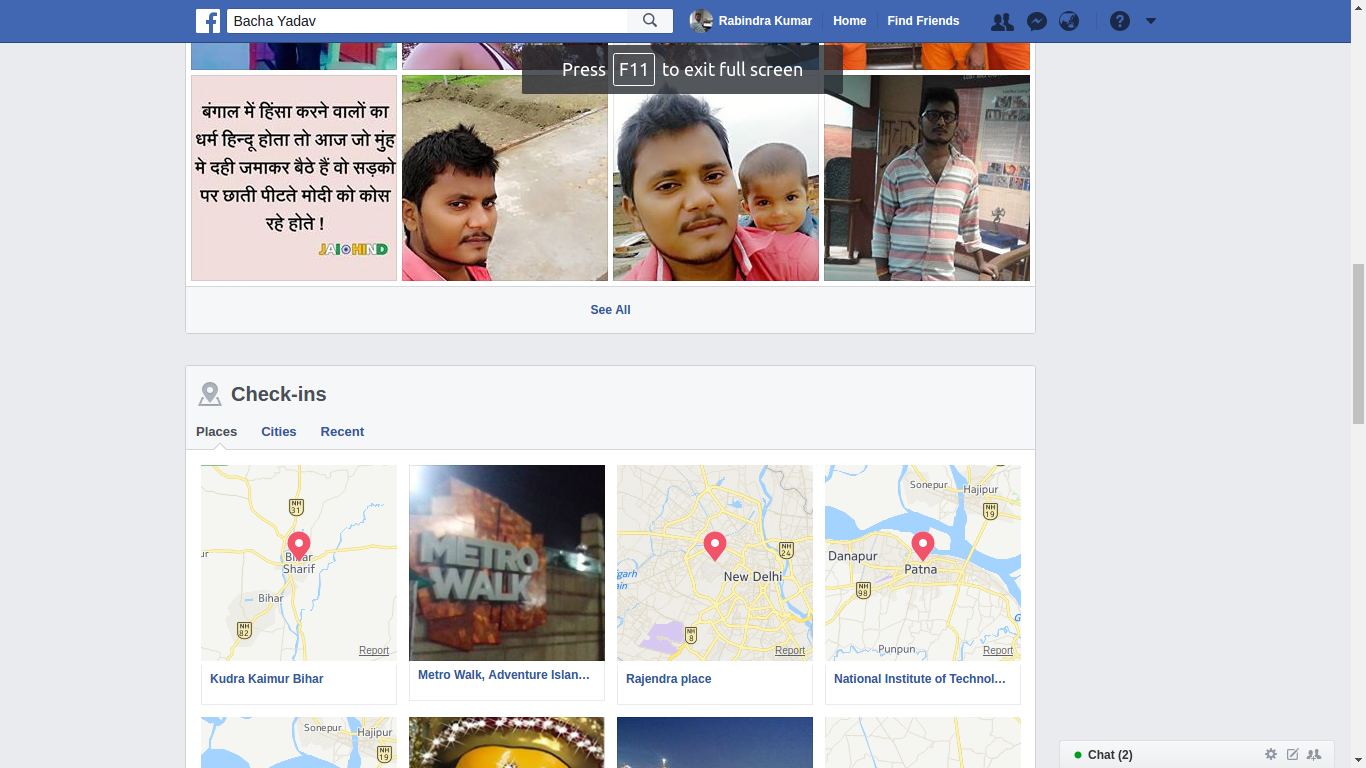 Bacha Yadav
Rabindra Kumar
Home
Find Friends
Press F11 to exit full screen
बंगाल में हिंसा करने वालों का
धर्म हिन्दू होता तो आज जो मुंह
मे दही जमाकर बैठे हैं वो सड़को
पर छाती पीटते मोदी को कोस
रहे होते !
JAI HIND
See All
Check-ins
Places
Cities
Recent
NH
31
Sharif
Bihar
NH
82
Report
Kudra Kaimur Bihar
METRO
WALK
Metro Walk, Adventure Islan...
NH
24
New Delhi
NH
8
Report
Rajendra place
Sonepur
Hajipur
NH
19
Danapur
Patna
NH
98
Punpun
Report
National Institute of Technol...
Sonepur
Hajipur
NH
19
Chat (2)